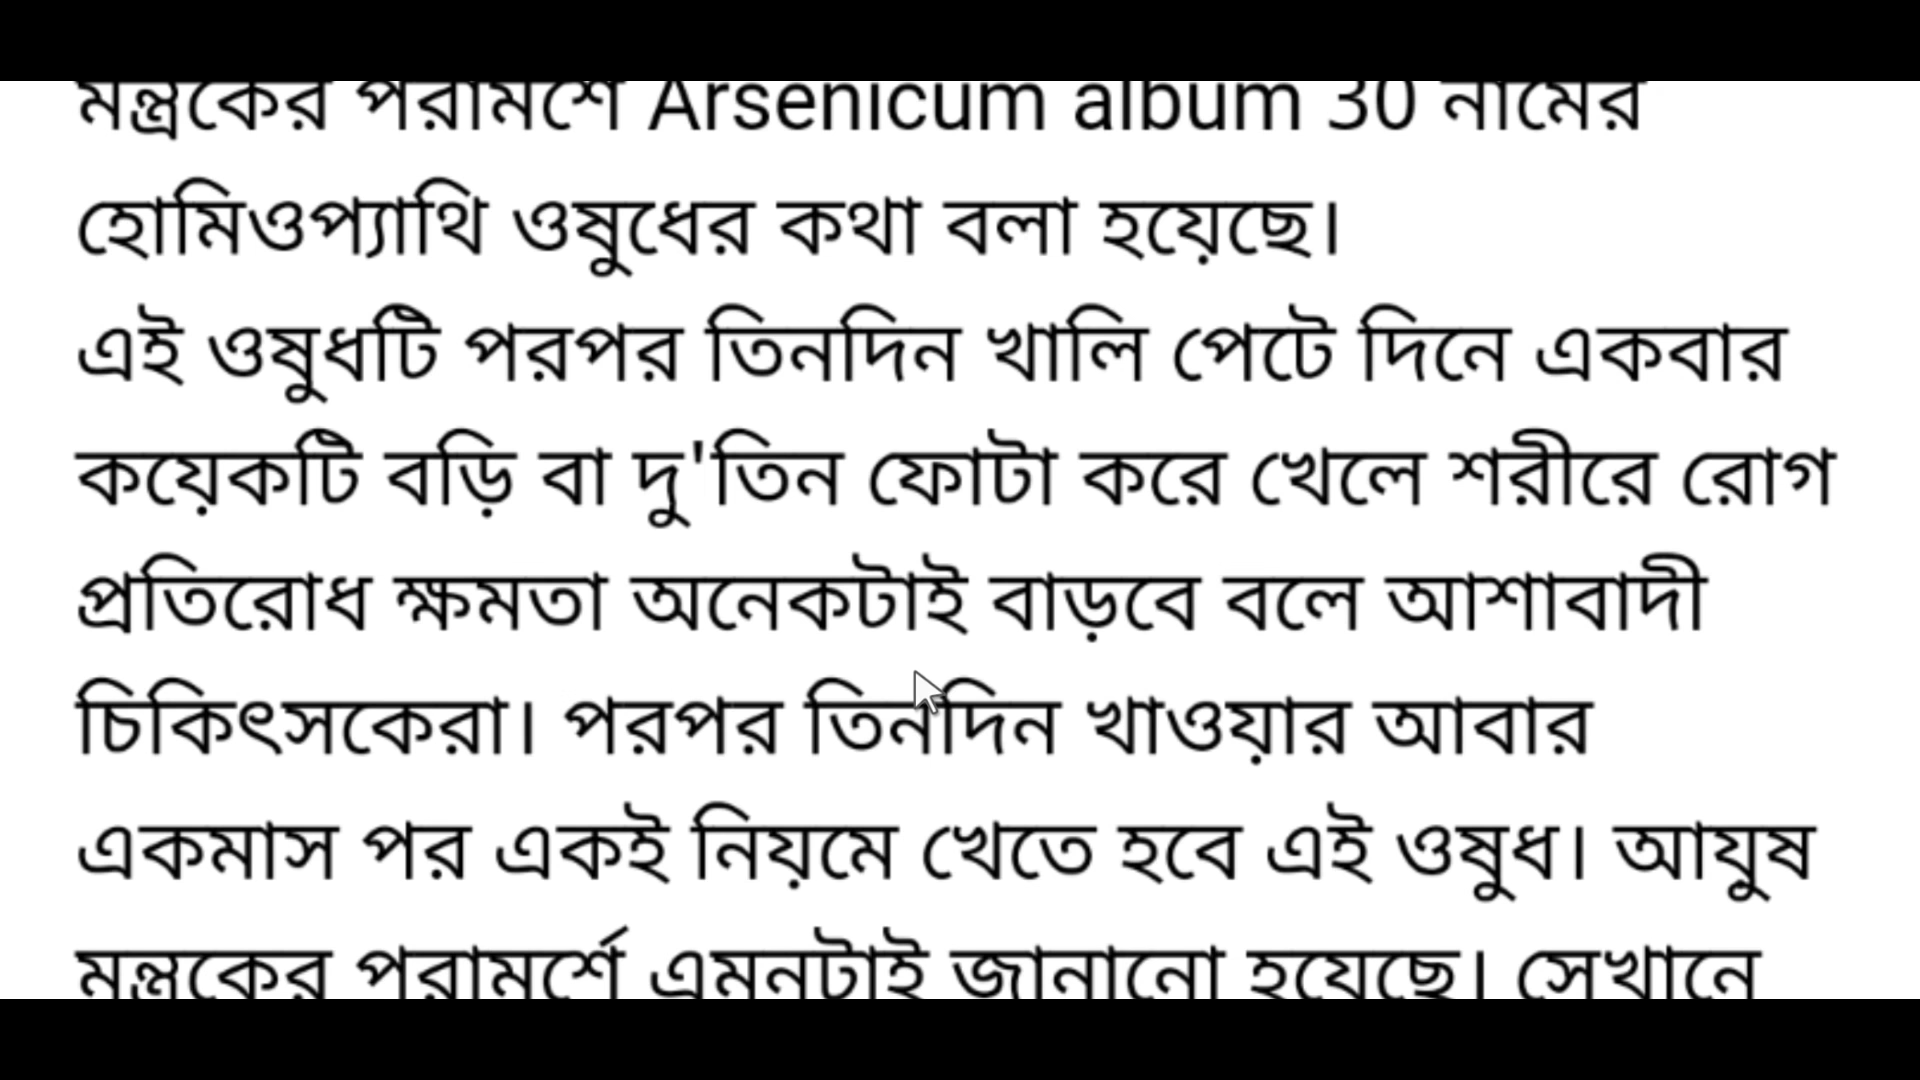 মন্ত্রকের পরামর্শে Arsenicum album 30 নামের
হোমিওপ্যাথি ওষুধের কথা বলা হয়েছে।
এই ওষুধটি পরপর তিনদিন খালি পেটে দিনে একবার
কয়েকটি বড়ি বা দু'তিন ফোটা করে খেলে শরীরে রোগ
প্রতিরোধ ক্ষমতা অনেকটাই বাড়বে বলে আশাবাদী
চিকিৎসকেরা। পরপর তিনদিন খাওয়ার আবার
একমাস পর একই নিয়মে খেতে হবে এই ওষুধ। আযুষ
মন্ত্রকের পরামর্শে এমনটাই জানানো হয়েছে। সেখানে